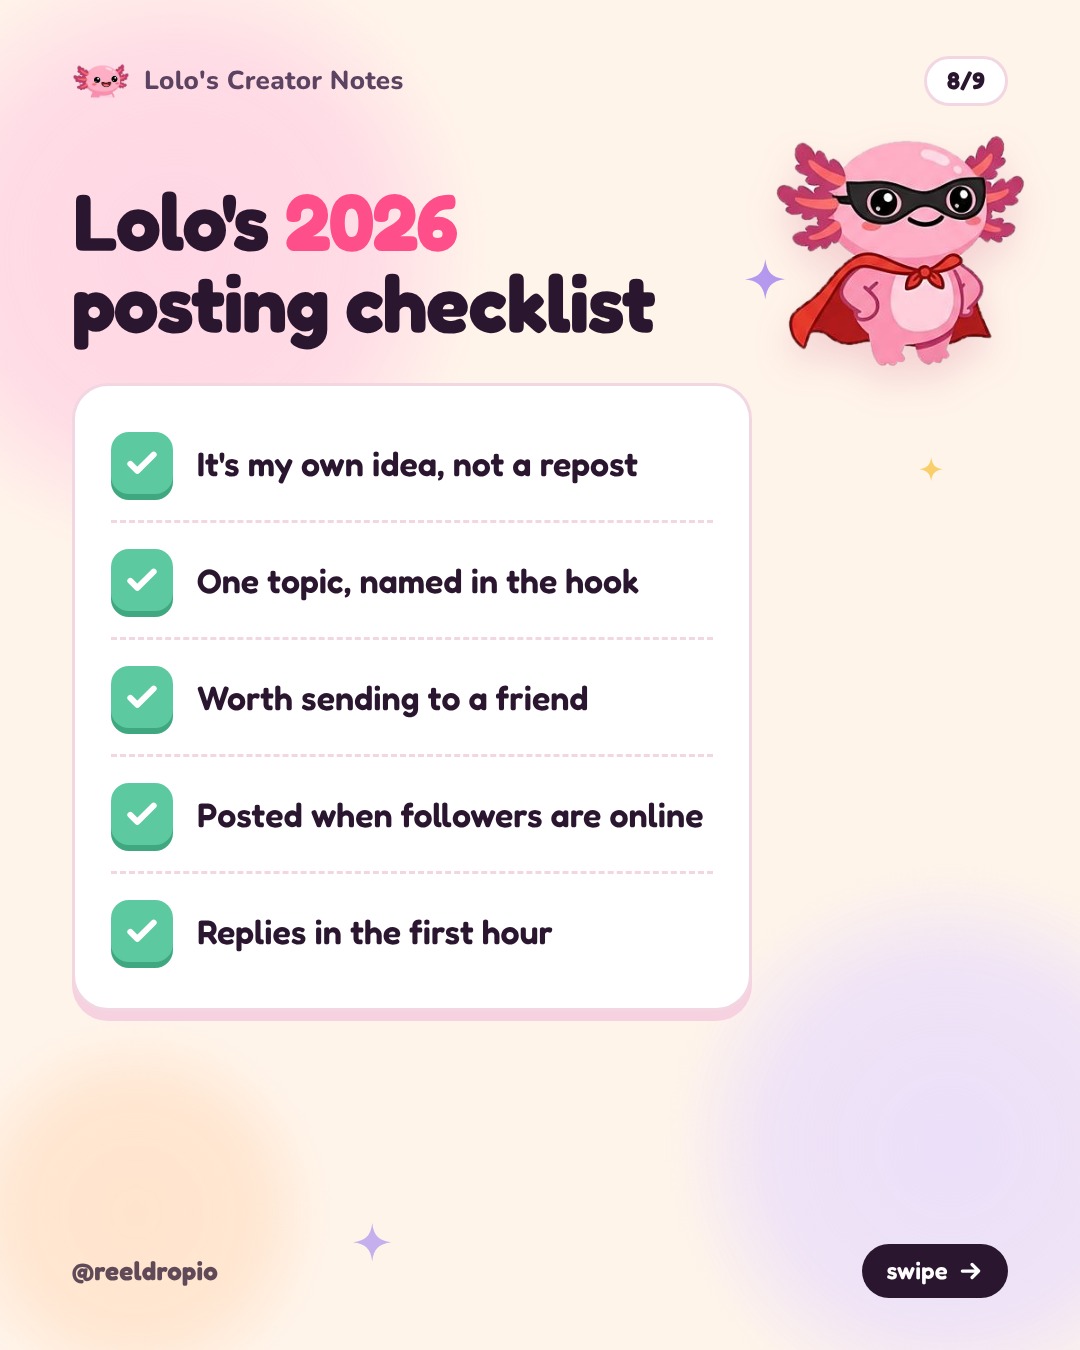 Lolo's Creator Notes
8/9
Lolo's 2026
posting checklist
It's my own idea, not a repost
One topic, named in the hook
Worth sending to a friend
Posted when followers are online
Replies in the first hour
@reeldropio
swipe →